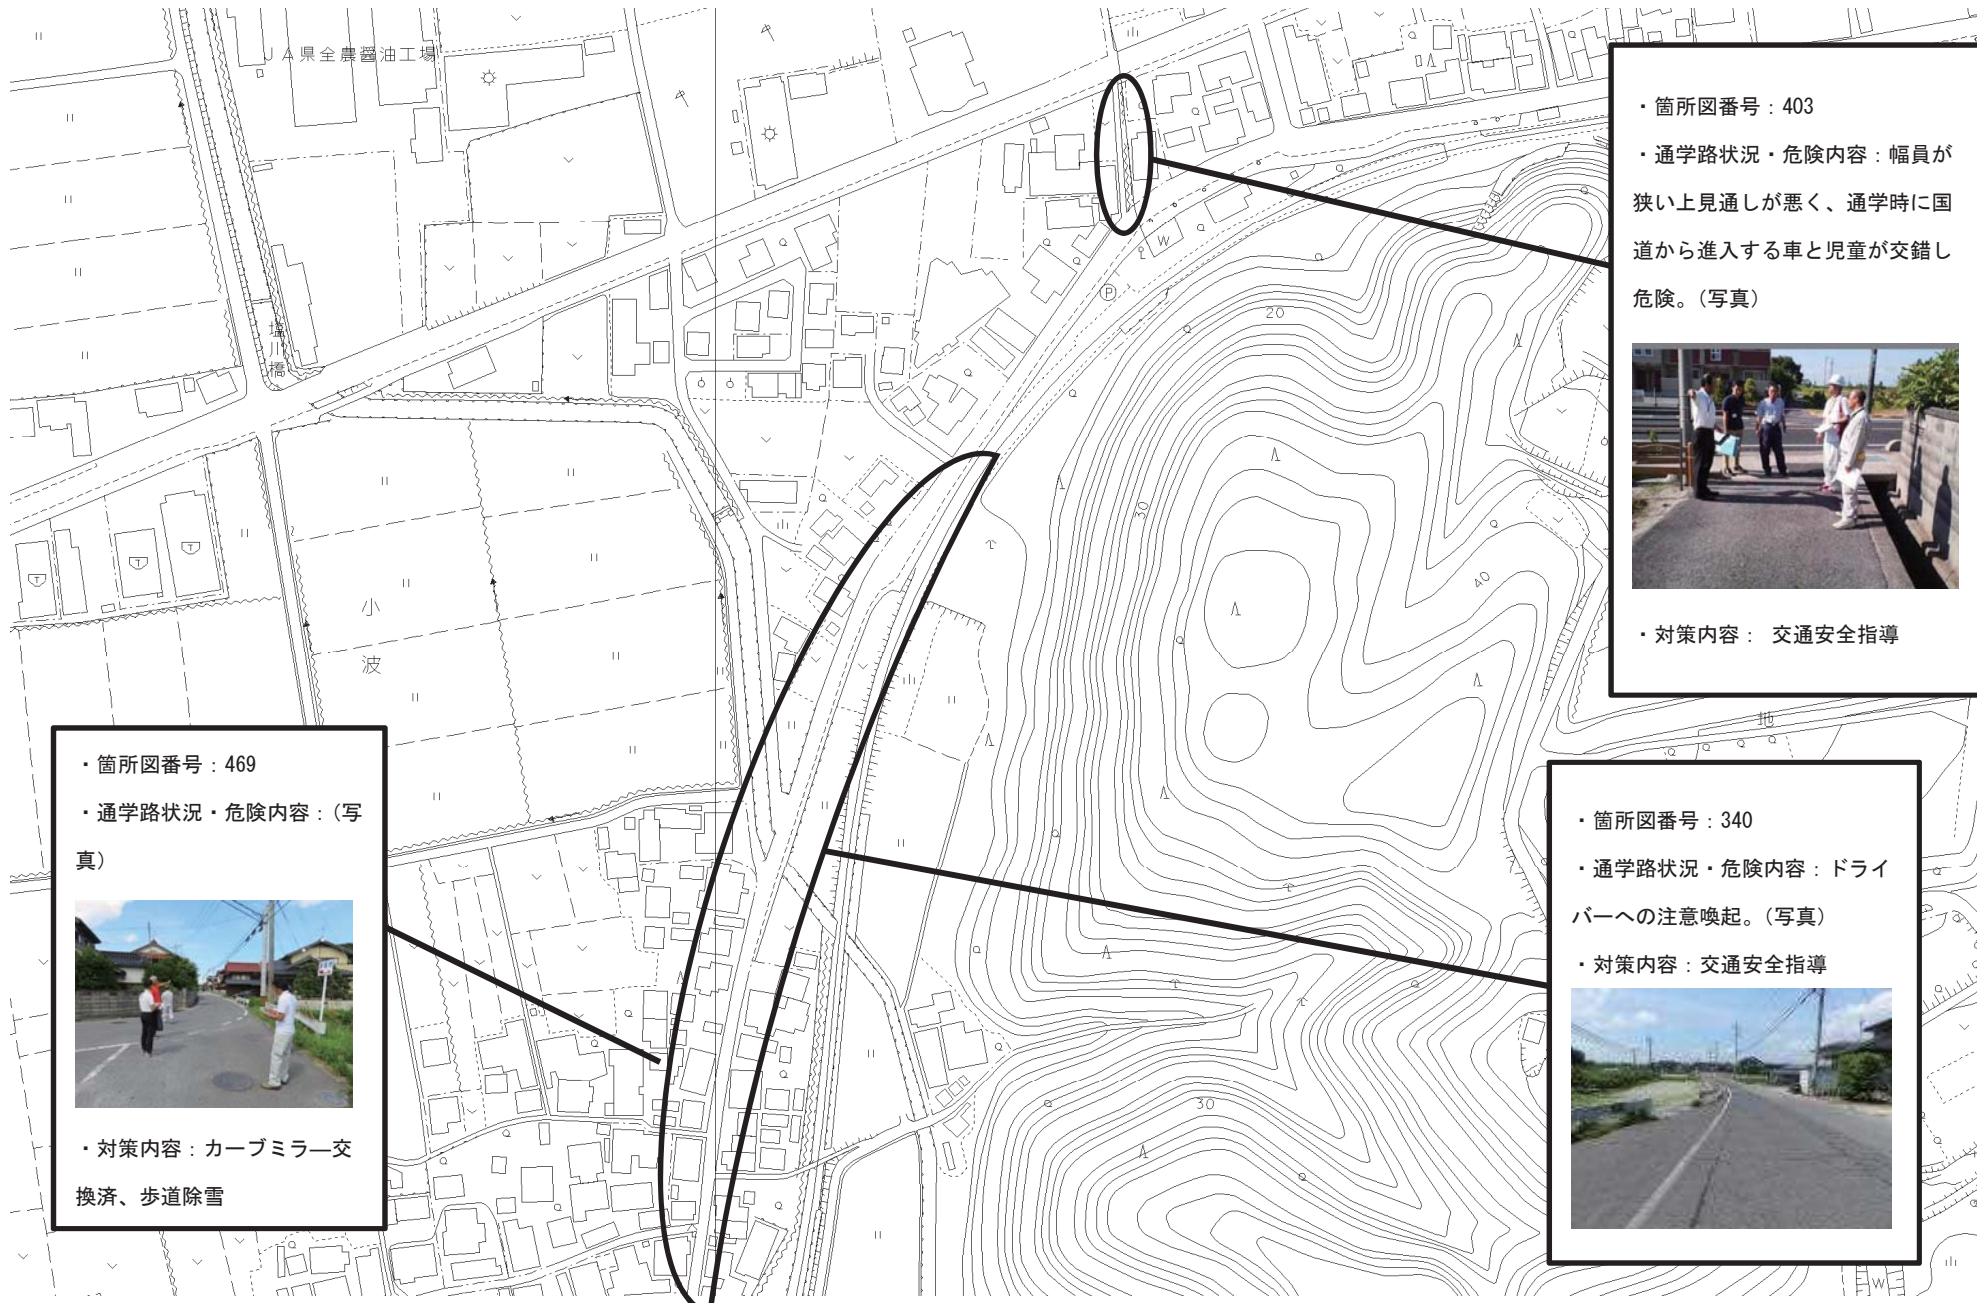 JA県全農醤油工場
塩川橋
小波
20
30
40
30
地
P
W
W
T
T
T
・箇所図番号：403
・通学路状況・危険内容：幅員が
狭い上見通しが悪く、通学時に国
道から進入する車と児童が交錯し
危険。（写真）
・対策内容： 交通安全指導
・箇所図番号：469
・通学路状況・危険内容：（写
真）
・対策内容：カーブミラ―交
換済、歩道除雪
・箇所図番号：340
・通学路状況・危険内容：ドライ
バーへの注意喚起。（写真）
・対策内容：交通安全指導